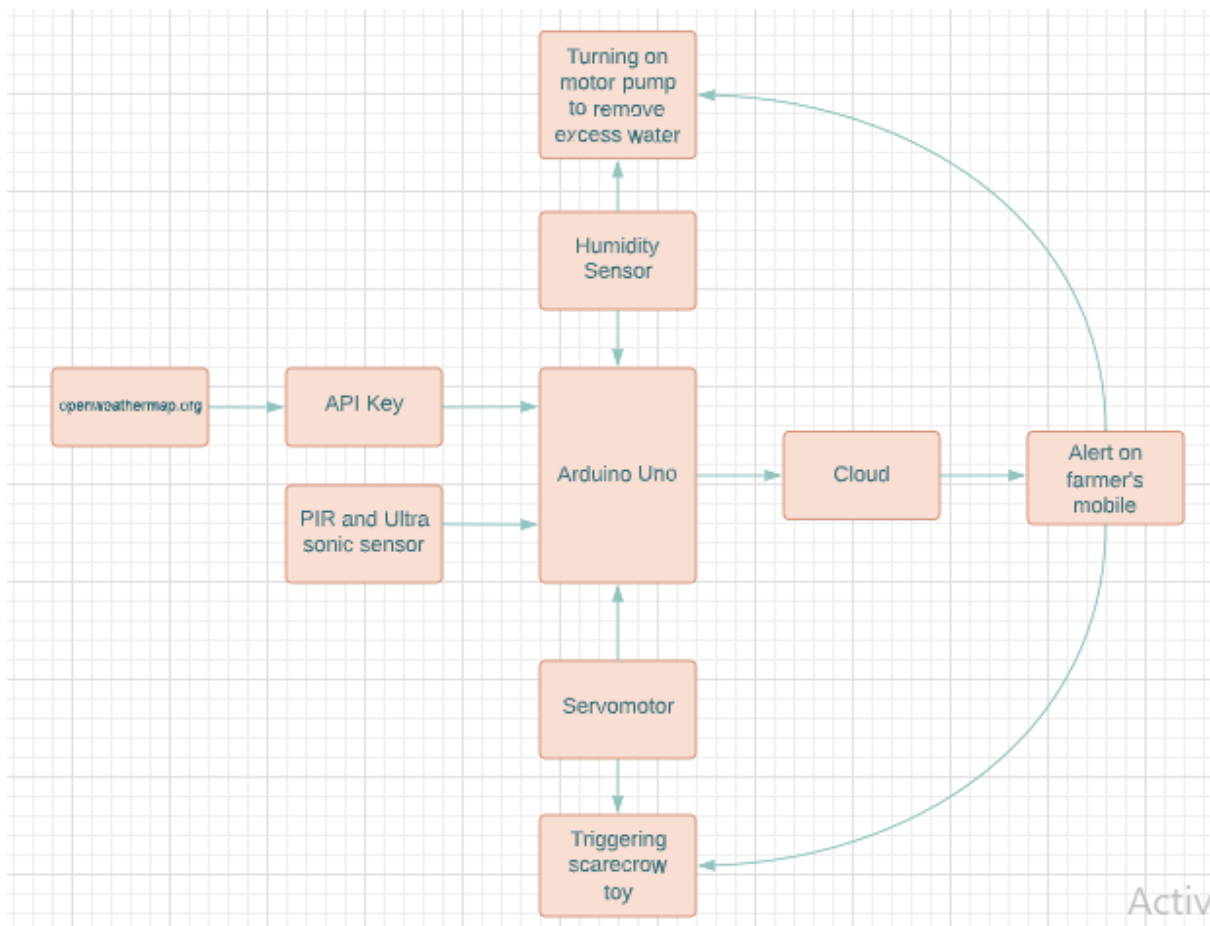 Turning on
motor pump
to remove
excess water
Humidity
Sensor
openweathermap.org
API Key
Arduino Uno
PIR and Ultra
sonic sensor
Cloud
Alert on
farmer's
mobile
Servomotor
Triggering
scarecrow
toy
Activ